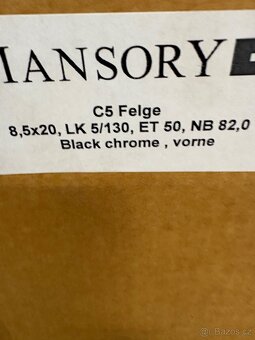 MANSORY
C5 Felge
8,5x20, LK 5/130, ET 50, NB 82,0
Black chrome , vorne